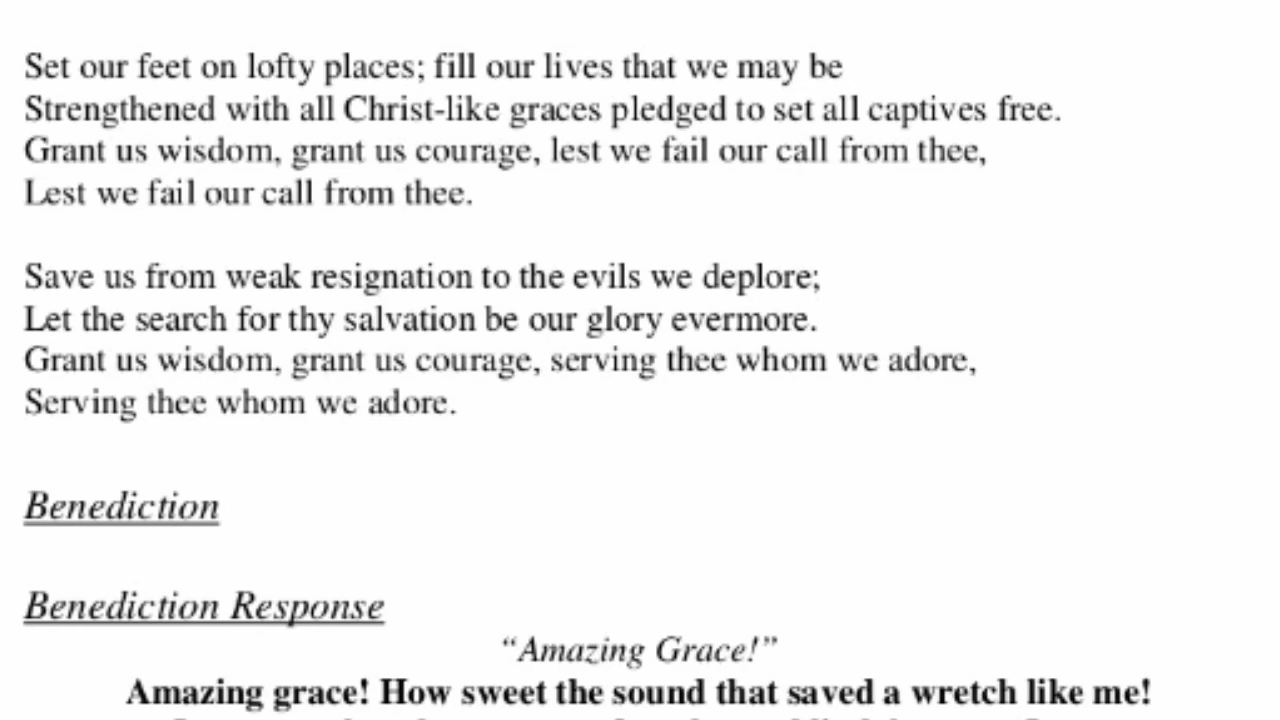 Set our feet on lofty places; fill our lives that we may be
Strengthened with all Christ-like graces pledged to set all captives free.
Grant us wisdom, grant us courage, lest we fail our call from thee,
Lest we fail our call from thee.
Save us from weak resignation to the evils we deplore;
Let the search for thy salvation be our glory evermore.
Grant us wisdom, grant us courage, serving thee whom we adore,
Serving thee whom we adore.
Benediction
Benediction Response
“Amazing Grace!”
Amazing grace! How sweet the sound that saved a wretch like me!